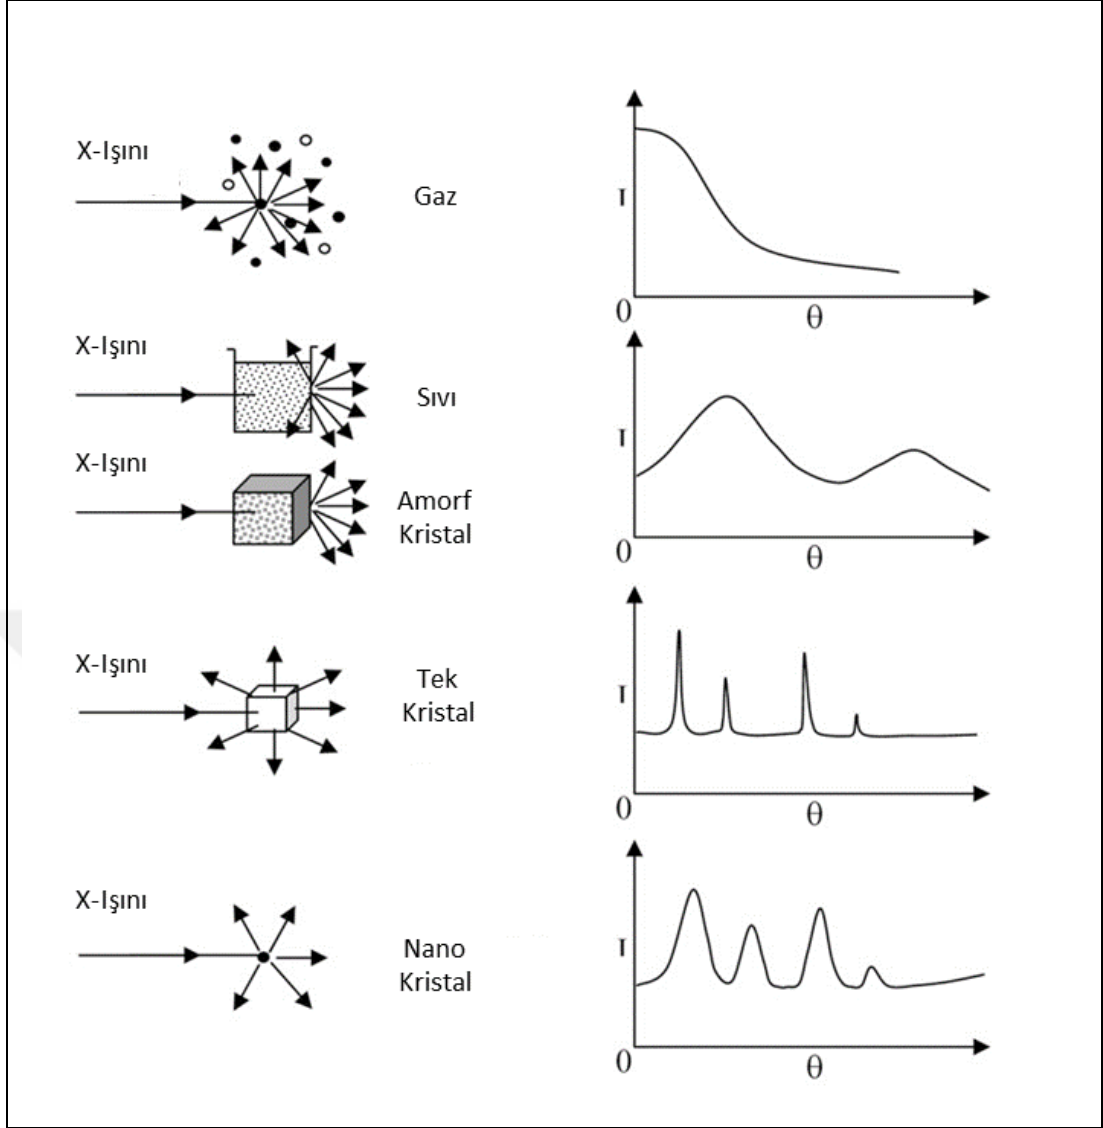 X-Işını
Gaz
I
0
θ
X-Işını
Sıvı
X-Işını
Amorf
Kristal
I
0
θ
X-Işını
Tek
Kristal
I
0
θ
X-Işını
Nano
Kristal
I
0
θ